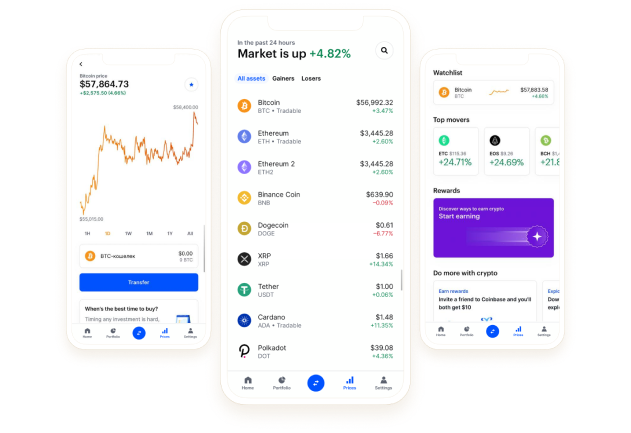 Bitcoin price
$57,864.73
+$2,575.50 (4.66%)
$58,400.00
$55,015.00
1H 1D 1W 1M 1Y All
BTC-кошелек
$0.00
0 BTC
Transfer
When's the best time to buy?
Timing any investment is hard,
Home Portfolio Prices Settings
In the past 24 hours
Market is up +4.82%
All assets Gainers Losers
Bitcoin $56,992.32
BTC • Tradable +3.47%
Ethereum $3,445.28
ETH • Tradable +2.60%
Ethereum 2 $3,445.28
ETH2 +2.60%
Binance Coin $639.90
BNB -0.09%
Dogecoin $0.61
DOGE -6.77%
XRP $1.66
XRP +14.34%
Tether $1.00
USDT +0.06%
Cardano $1.48
ADA • Tradable +11.35%
Polkadot $39.08
DOT +4.36%
Home Portfolio Prices Settings
Watchlist
Bitcoin $57,683.58
BTC +4.66%
Top movers
ETC $115.36
+24.71%
EOS $9.28
+24.69%
BCH $1,
+21.8
Rewards
Discover ways to earn crypto
Start earning
Do more with crypto
Earn rewards
Invite a friend to Coinbase and you'll
both get $10
Explo
Down
explo
Home Portfolio Prices Settings